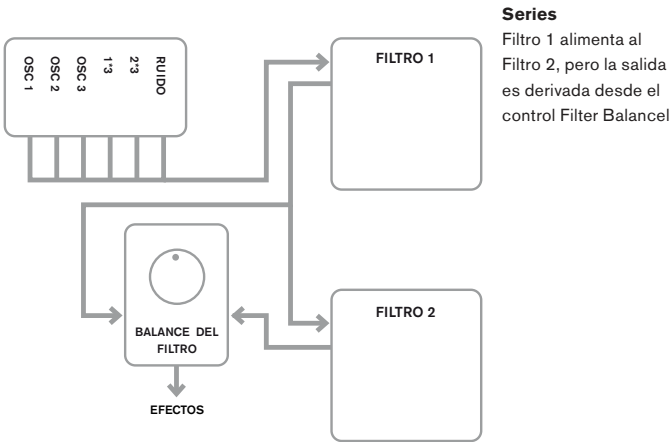 OSC 1
OSC 2
OSC 3
1*3
2*3
RUIDO
FILTRO 1
Series
Filtro 1 alimenta al
Filtro 2, pero la salida
es derivada desde el
control Filter Balancel
BALANCE DEL
FILTRO
EFECTOS
FILTRO 2